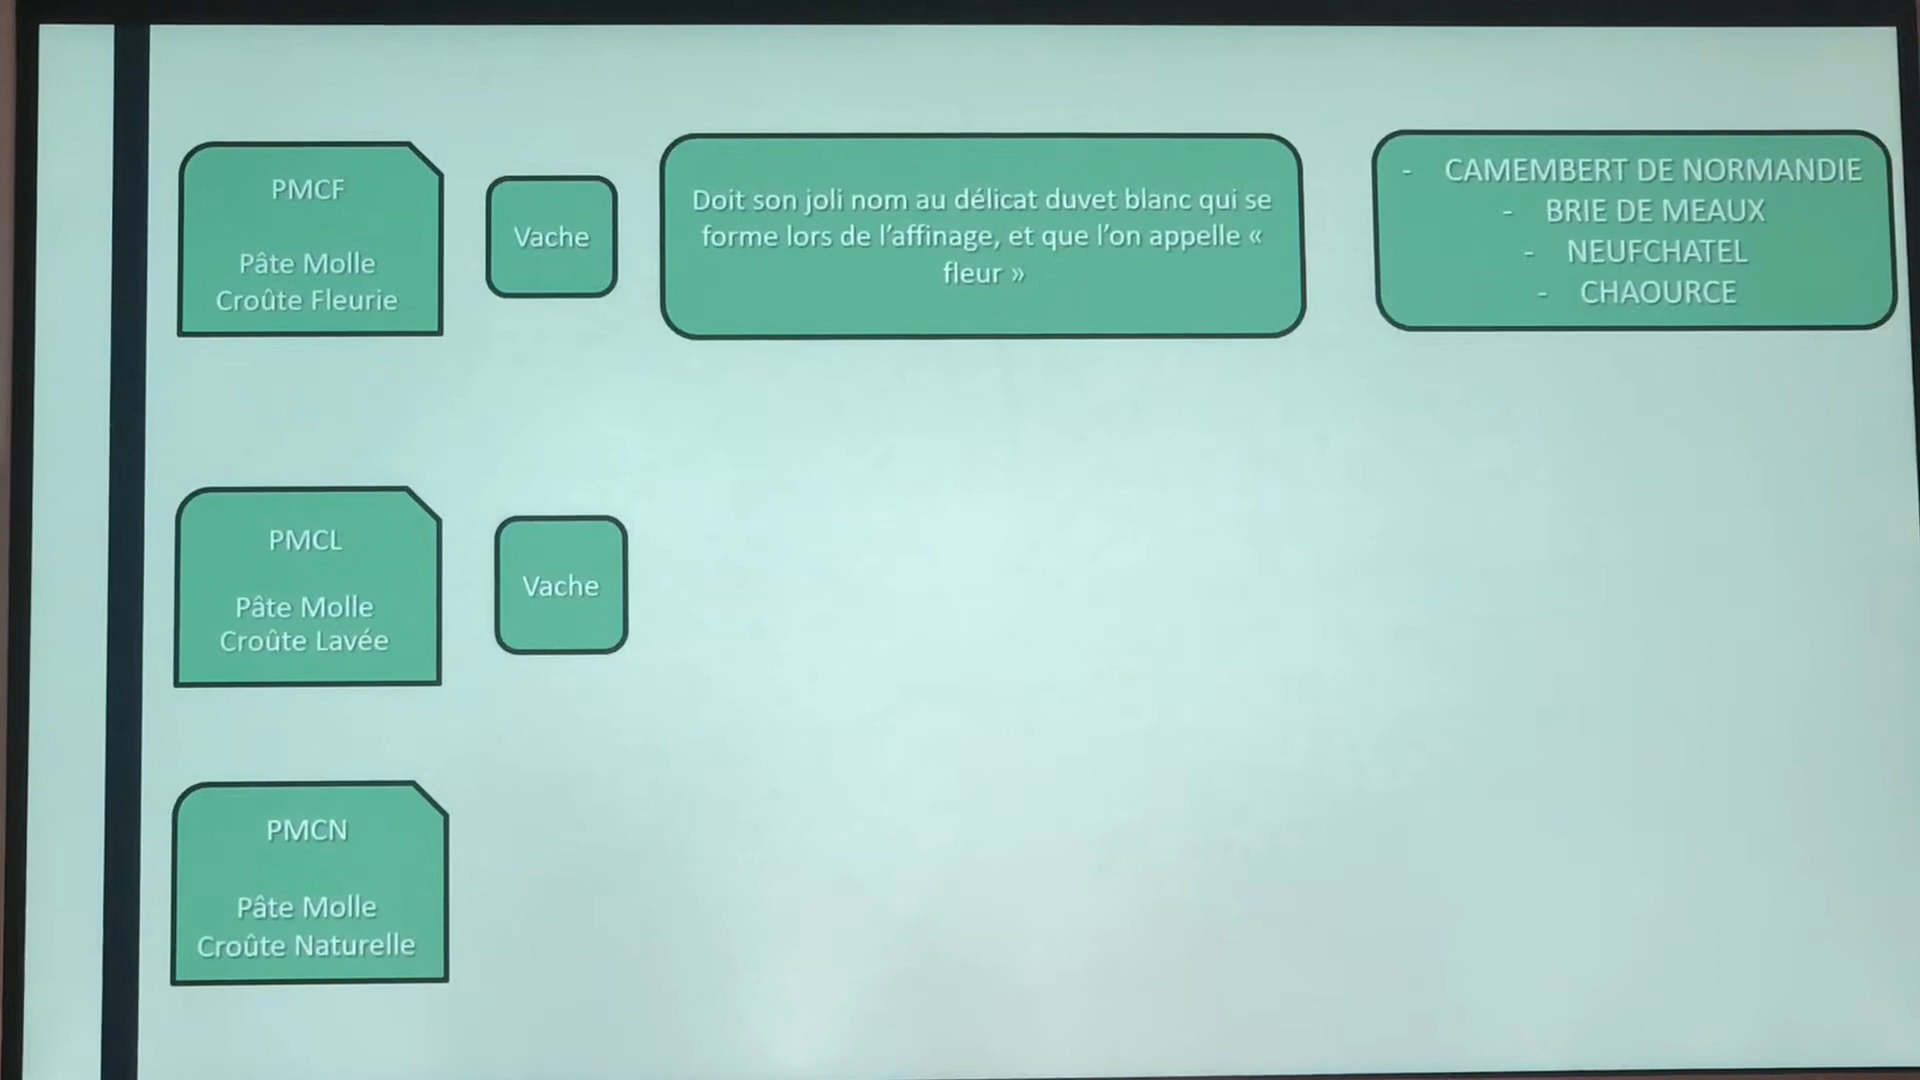 PMCF
Pâte Molle
Croûte Fleurie
Vache
Doit son joli nom au délicat duvet blanc qui se
forme lors de l'affinage, et que l'on appelle «
fleur »
- CAMEMBERT DE NORMANDIE
- BRIE DE MEAUX
- NEUFCHATEL
- CHAOURCE
PMCL
Pâte Molle
Croûte Lavée
Vache
PMCN
Pâte Molle
Croûte Naturelle